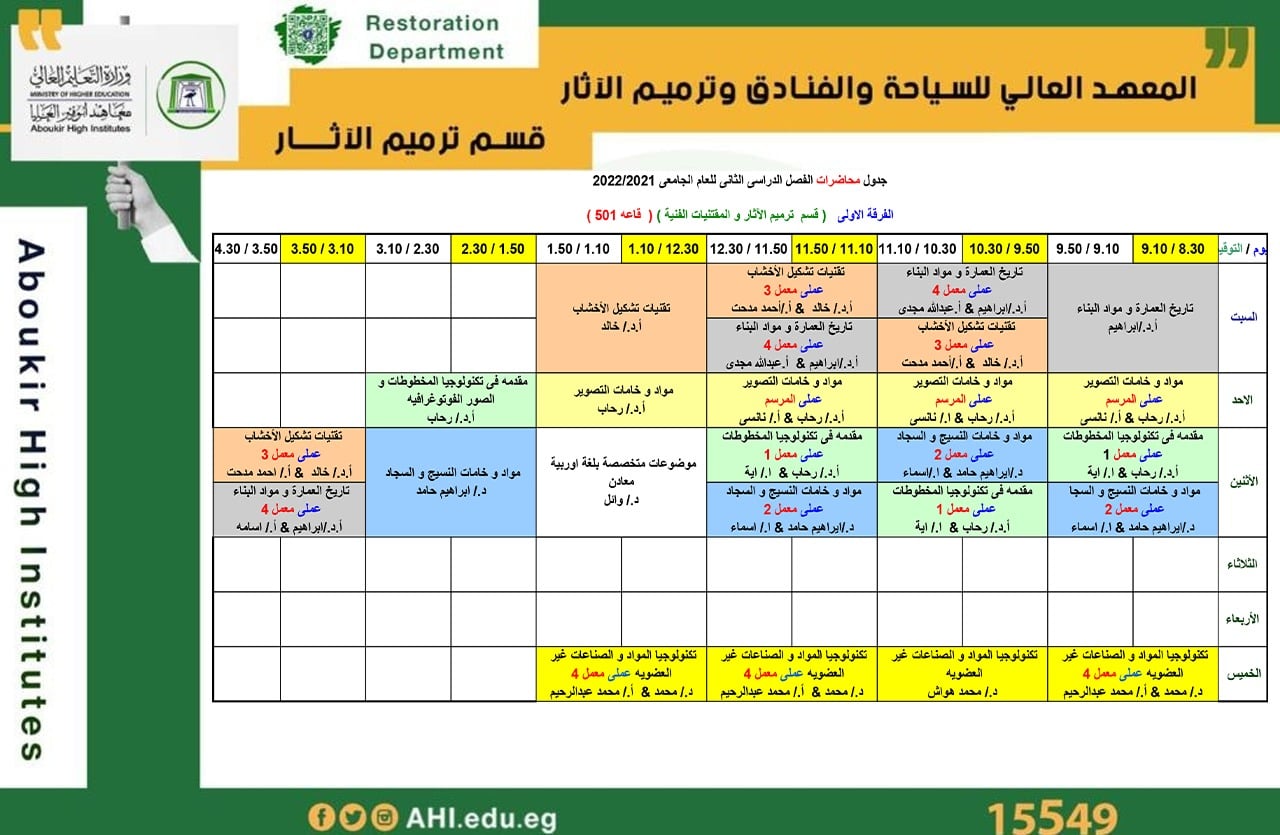 Restoration
Department
وزارة التعليم العالي
MINISTRY OF HIGHER EDUCATION
معاهد أبوقير العليا
Aboukir High Institutes
المعهد العالي للسياحة والفنادق وترميم الآثار
قسم ترميم الآثار
جدول محاضرات الفصل الدراسى الثانى للعام الجامعى 2022/2021
الفرقة الاولى ( قسم ترميم الآثار و المقتنيات الفنية ) ( قاعه 501 )
يوم / التوقي
9.10 / 8.30
9.50 / 9.10
10.30 / 9.50
11.10 / 10.30
11.50 / 11.10
12.30 / 11.50
1.10 / 12.30
1.50 / 1.10
2.30 / 1.50
3.10 / 2.30
3.50 / 3.10
4.30 / 3.50
السبت
تاريخ العمارة و مواد البناء
أ.د./ابراهيم
تاريخ العمارة و مواد البناء
عملى معمل 4
أ.د./ابراهيم & أ.عبدالله مجدى
تقنيات تشكيل الأخشاب
عملى معمل 3
أ.د./ خالد & أ./أحمد مدحت
تقنيات تشكيل الأخشاب
عملى معمل 3
أ.د./ خالد & أ./أحمد مدحت
تاريخ العمارة و مواد البناء
عملى معمل 4
أ.د./ابراهيم & أ.عبدالله مجدى
تقنيات تشكيل الأخشاب
أ.د./ خالد
الاحد
مواد و خامات التصوير
عملى المرسم
أ.د./ رحاب & أ./ نانسى
مواد و خامات التصوير
عملى المرسم
أ.د./ رحاب & ا./ نانسى
مواد و خامات التصوير
عملى المرسم
أ.د./ رحاب & أ./ نانسى
مواد و خامات التصوير
أ.د./ رحاب
مقدمه فى تكنولوجيا المخطوطات و
الصور الفوتوغرافيه
أ.د./ رحاب
الأثنين
مقدمه فى تكنولوجيا المخطوطات
عملى معمل 1
أ.د./ رحاب & ا./ اية
مواد و خامات النسيج و السجا
عملى معمل 2
د./ابراهيم حامد & ا./ اسماء
مواد و خامات النسيج و السجاد
عملى معمل 2
د./ابراهيم حامد & ا./اسماء
مقدمه فى تكنولوجيا المخطوطات
عملى معمل 1
أ.د./ رحاب & ا./ اية
مقدمه فى تكنولوجيا المخطوطات
عملى معمل 1
أ.د./ رحاب & ا./ اية
مواد و خامات النسيج و السجاد
عملى معمل 2
د./ابراهيم حامد & ا./ اسماء
موضوعات متخصصة بلغة اوربية
معادن
د./ وائل
مواد و خامات النسيج و السجاد
د./ ابراهيم حامد
تقنيات تشكيل الأخشاب
عملى معمل 3
أ.د./ خالد & أ./ احمد مدحت
تاريخ العمارة و مواد البناء
عملى معمل 4
أ.د./ابراهيم & أ./ اسامه
الثلاثاء
الأربعاء
الخميس
تكنولوجيا المواد و الصناعات غير
العضويه عملى معمل 4
د./ محمد & أ./ محمد عبدالرحيم
تكنولوجيا المواد و الصناعات غير
العضويه
د./ محمد هواش
تكنولوجيا المواد و الصناعات غير
العضويه عملى معمل 4
د./ محمد & أ./ محمد عبدالرحيم
تكنولوجيا المواد و الصناعات غير
العضويه عملى معمل 4
د./ محمد & أ./ محمد عبدالرحيم
Aboukir High Institutes
AHI.edu.eg
15549